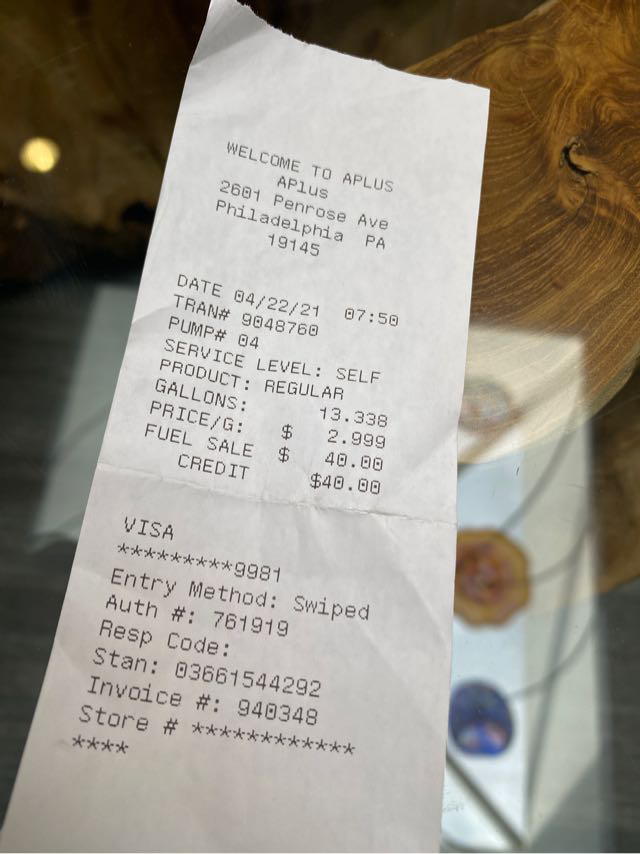 WELCOME TO APLUS
APlus
2601 Penrose Ave
Philadelphia PA
19145
DATE 04/22/21 07:50
TRAN# 9048760
PUMP# 04
SERVICE LEVEL: SELF
PRODUCT: REGULAR
GALLONS: 13.338
PRICE/G: $ 2.999
FUEL SALE $ 40.00
CREDIT $40.00
VISA
*********9981
Entry Method: Swiped
Auth #: 761919
Resp Code:
Stan: 03661544292
Invoice #: 940348
Store # ************
****